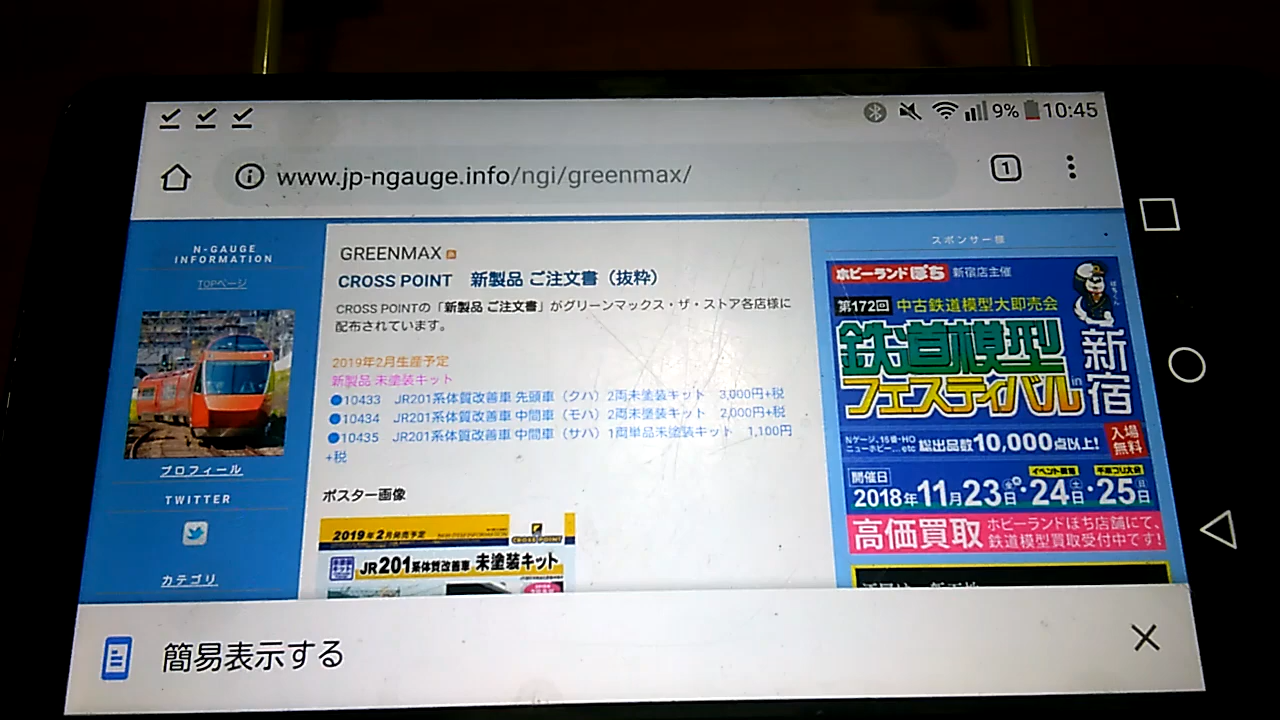 9% 10:45
1
www.jp-ngauge.info/ngi/greenmax/
N-GAUGE
INFORMATION
TOPページ
プロフィール
TWITTER
カテゴリ
GREENMAX
CROSS POINT 新製品 ご注文書（抜粋）
CROSS POINTの「新製品 ご注文書」がグリーンマックス・ザ・ストア各店様に
配布されています。
2019年2月生産予定
新製品 未塗装キット
●10433 JR201系体質改善車 先頭車（クハ）2両未塗装キット 3,000円+税
●10434 JR201系体質改善車 中間車（モハ）2両未塗装キット 2,000円+税
●10435 JR201系体質改善車 中間車（サハ）1両単品未塗装キット 1,100円
+税
ポスター画像
2019年2月発売予定
CROSS POINT
JR201系体質改善車 未塗装キット
スポンサー様
ホビーランドぽち 新宿店主催
第172回 中古鉄道模型大即売会
鉄道模型
フェスティバル in 新宿
Nゲージ、16番・HO
ニューホビー…etc 総出品数10,000点以上!
入場
無料
開催日
2018年11月23日・24日・25日
高価買取 ホビーランドぽち店舗にて、
鉄道模型買取受付中です!
簡易表示する